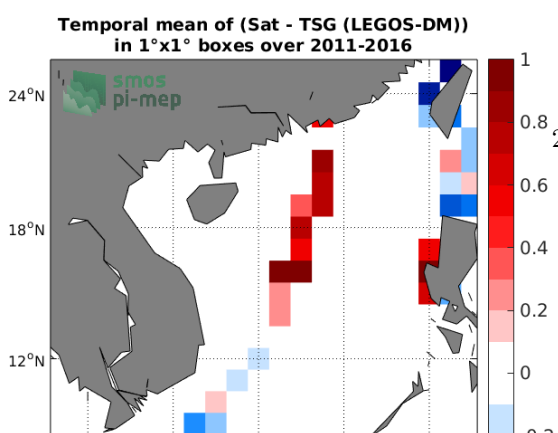 Temporal mean of (Sat - TSG (LEGOS-DM))
in 1°x1° boxes over 2011-2016
smos
pi-mep
24°N
18°N
12°N
1
0.8
0.6
0.4
0.2
0